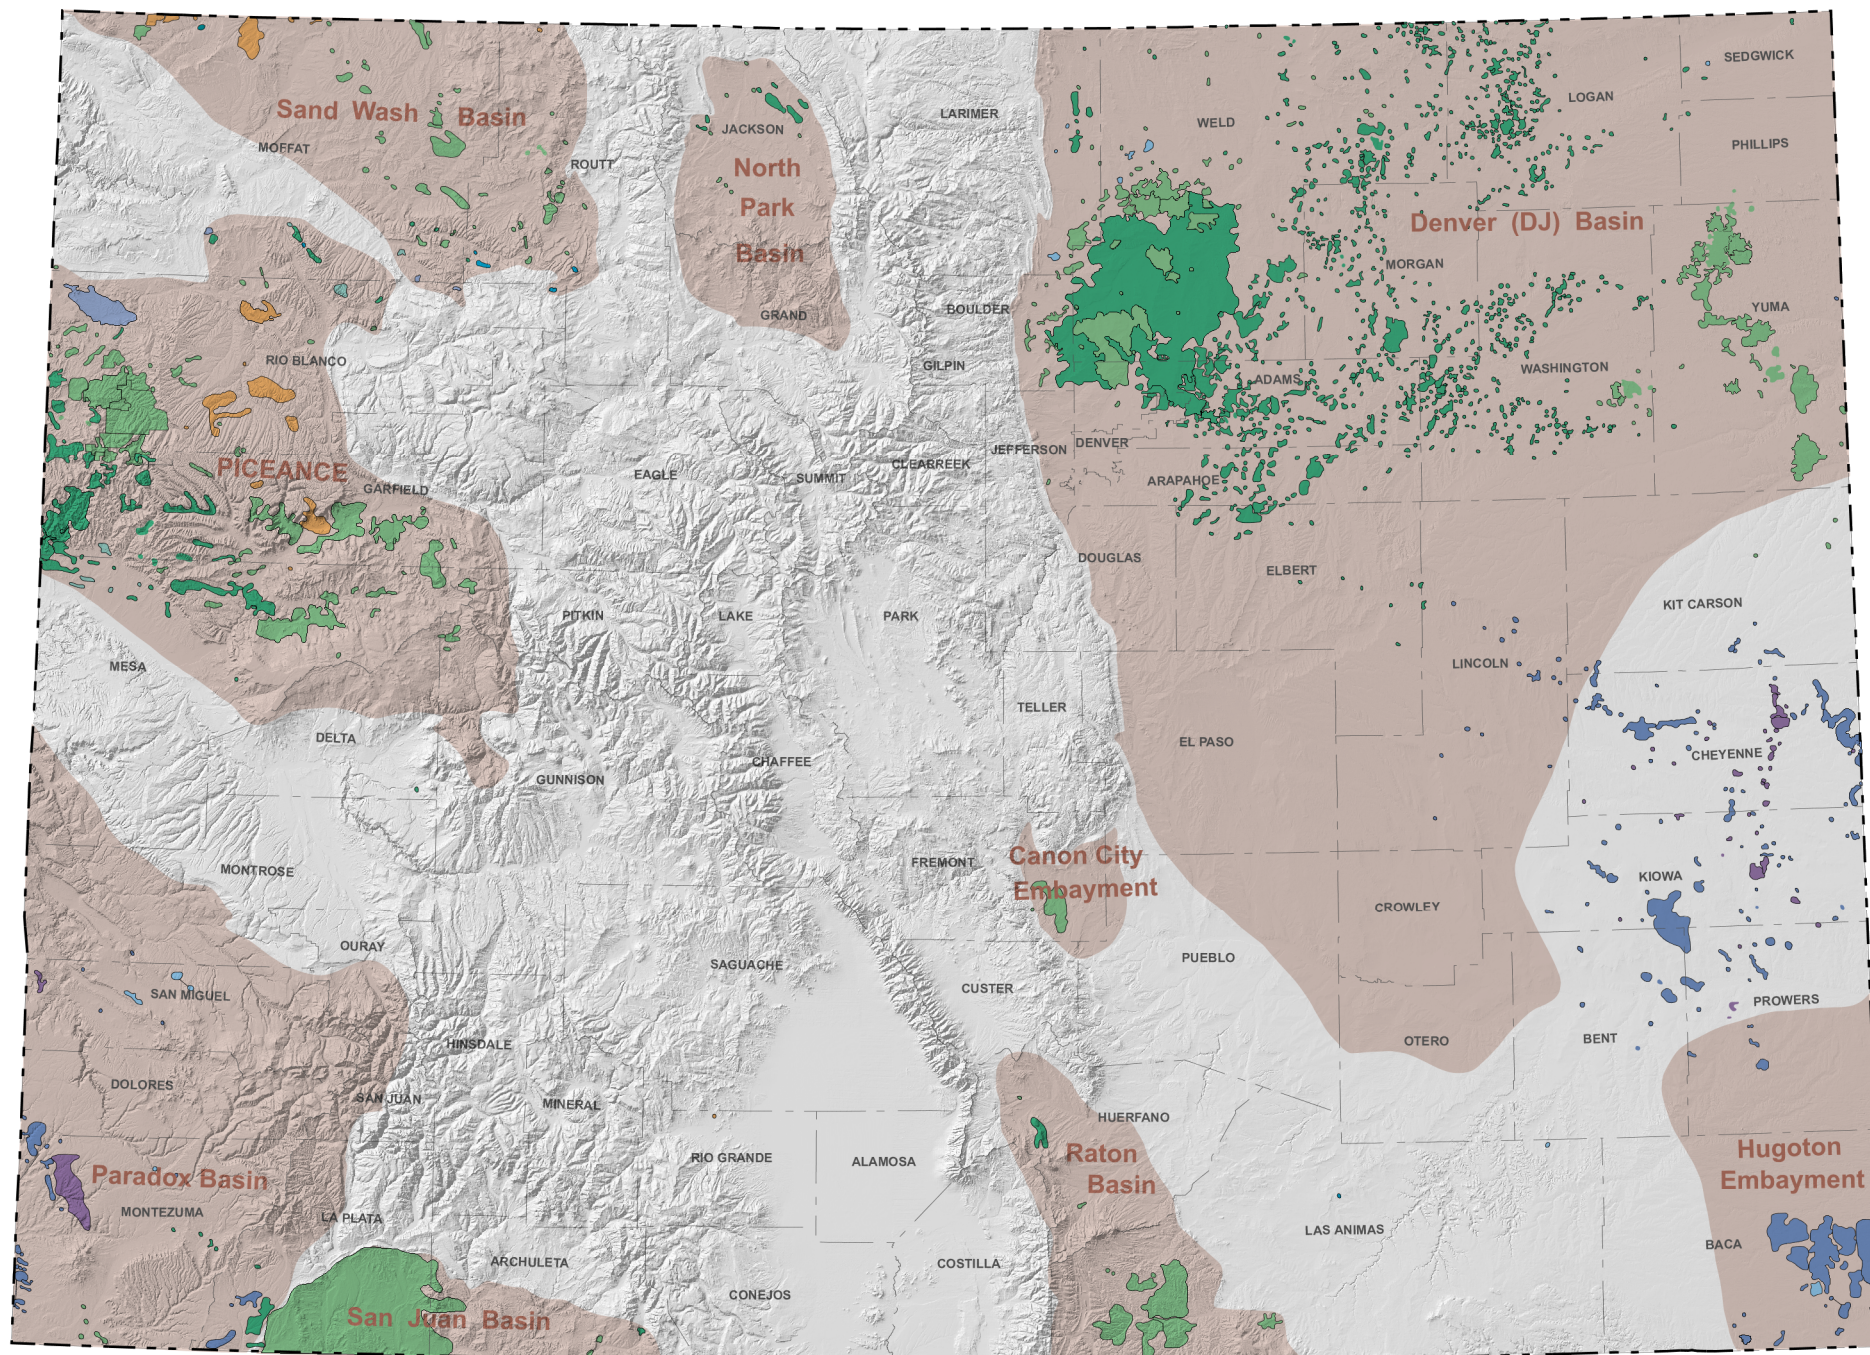 SEDGWICK
LOGAN
Sand Wash Basin
LARIMER
WELD
JACKSON
PHILLIPS
MOFFAT
ROUTT
North
Park
Basin
Denver (DJ) Basin
MORGAN
GRAND
BOULDER
YUMA
RIO BLANCO
GILPIN
WASHINGTON
ADAMS
DENVER
JEFFERSON
PICEANCE
EAGLE
SUMMIT
CLEARREEK
ARAPAHOE
GARFIELD
DOUGLAS
ELBERT
KIT CARSON
PITKIN
LAKE
PARK
MESA
LINCOLN
TELLER
DELTA
EL PASO
CHEYENNE
CHAFFEE
GUNNISON
Canon City
Embayment
FREMONT
MONTROSE
KIOWA
CROWLEY
OURAY
PUEBLO
SAGUACHE
CUSTER
SAN MIGUEL
PROWERS
HINSDALE
OTERO
BENT
DOLORES
SAN JUAN
MINERAL
HUERFANO
Raton
Basin
Hugoton
Embayment
RIO GRANDE
ALAMOSA
Paradox Basin
MONTEZUMA
LA PLATA
LAS ANIMAS
BACA
ARCHULETA
COSTILLA
CONEJOS
San Juan Basin